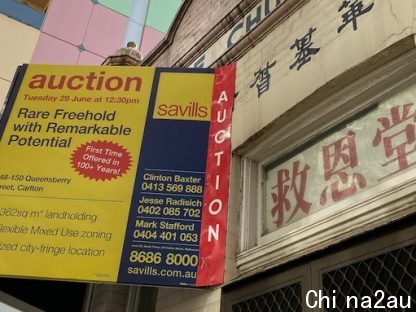 auction
Tuesday 29 June at 12:30pm
Rare Freehold
with Remarkable
Potential
First Time
Offered in
100+ Years!
48-150 Queensberry
treet, Carlton
362sq m* landholding
lexible Mixed Use zoning
ized city-fringe location
savills
Clinton Baxter
0413 569 888
Jesse Radisich
0402 085 702
Mark Stafford
0404 401 053
8686 8000
savills.com.au
AUCTION
CHI
督基華
救恩堂
Chi na2au